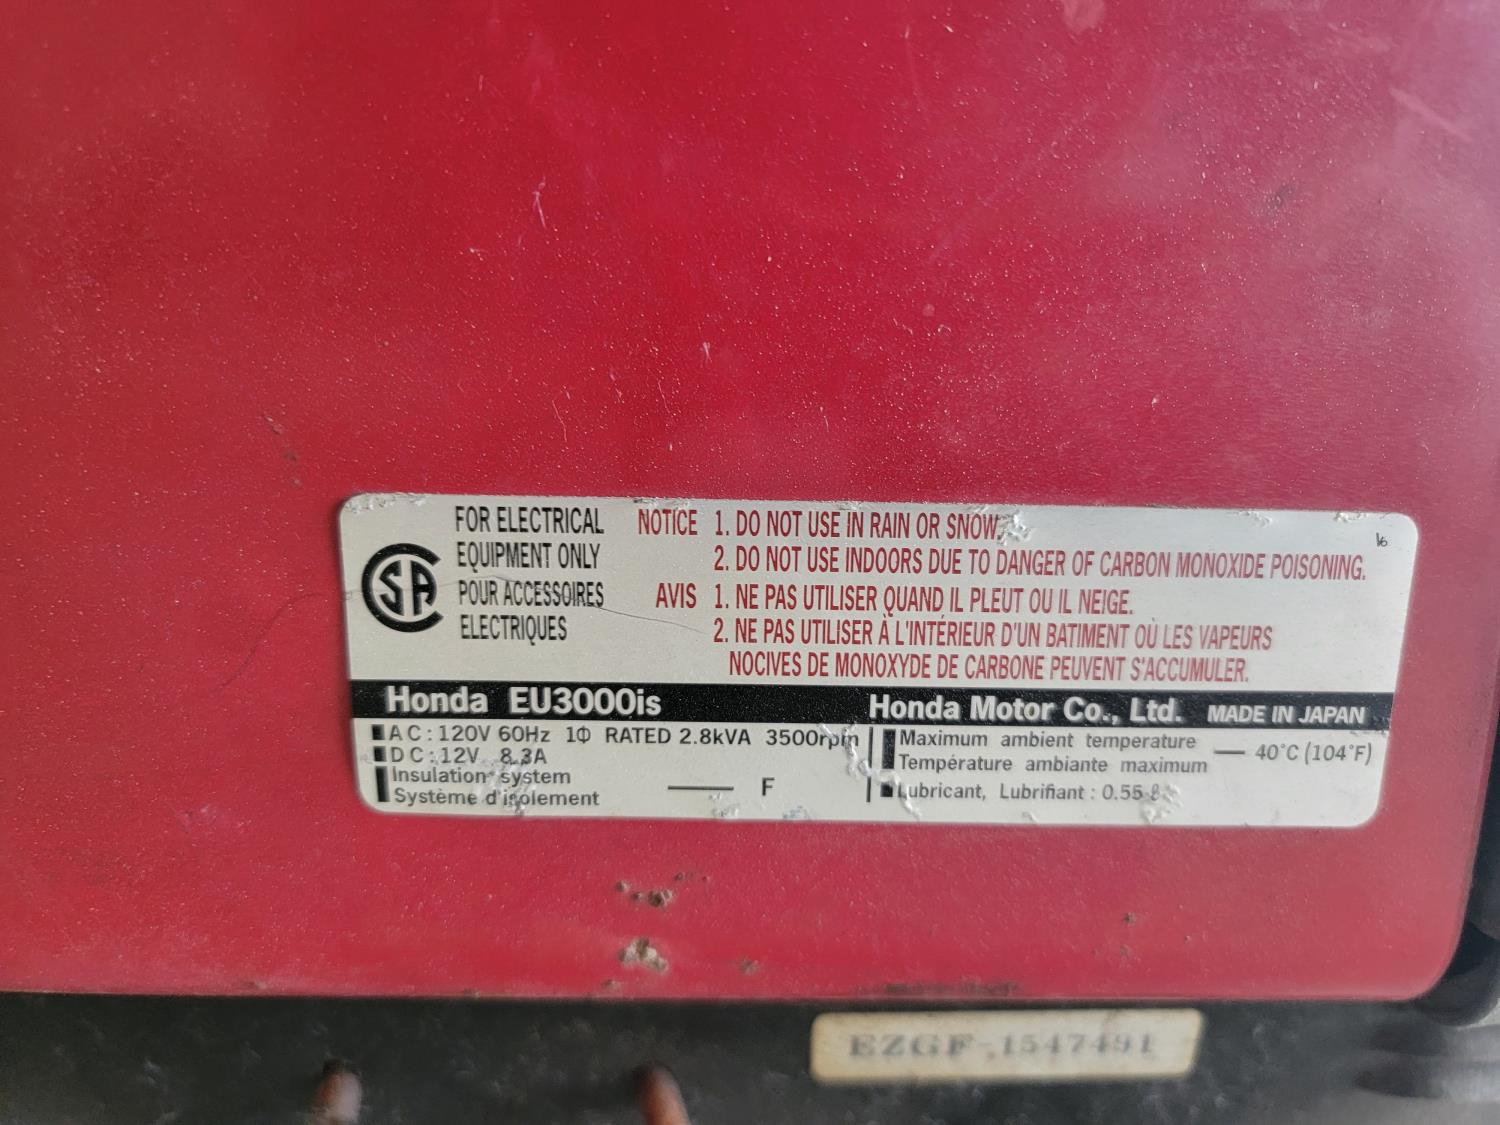 FOR ELECTRICAL
EQUIPMENT ONLY
POUR ACCESSOIRES
ELECTRIQUES
NOTICE 1. DO NOT USE IN RAIN OR SNOW.
2. DO NOT USE INDOORS DUE TO DANGER OF CARBON MONOXIDE POISONING.
AVIS 1. NE PAS UTILISER QUAND IL PLEUT OU IL NEIGE.
2. NE PAS UTILISER À L'INTÉRIEUR D'UN BATIMENT OÙ LES VAPEURS
NOCIVES DE MONOXYDE DE CARBONE PEUVENT S'ACCUMULER.
16
CSA
Honda EU3000is
Honda Motor Co., Ltd. MADE IN JAPAN
AC : 120V 60Hz 1Φ RATED 2.8kVA 3500rpm
DC : 12V 8.3A
Insulation system
Système d'isolement
F
Maximum ambient temperature
Température ambiante maximum
40°C (104°F)
Lubricant, Lubrifiant : 0.55 ℓ
EZGF-1547491